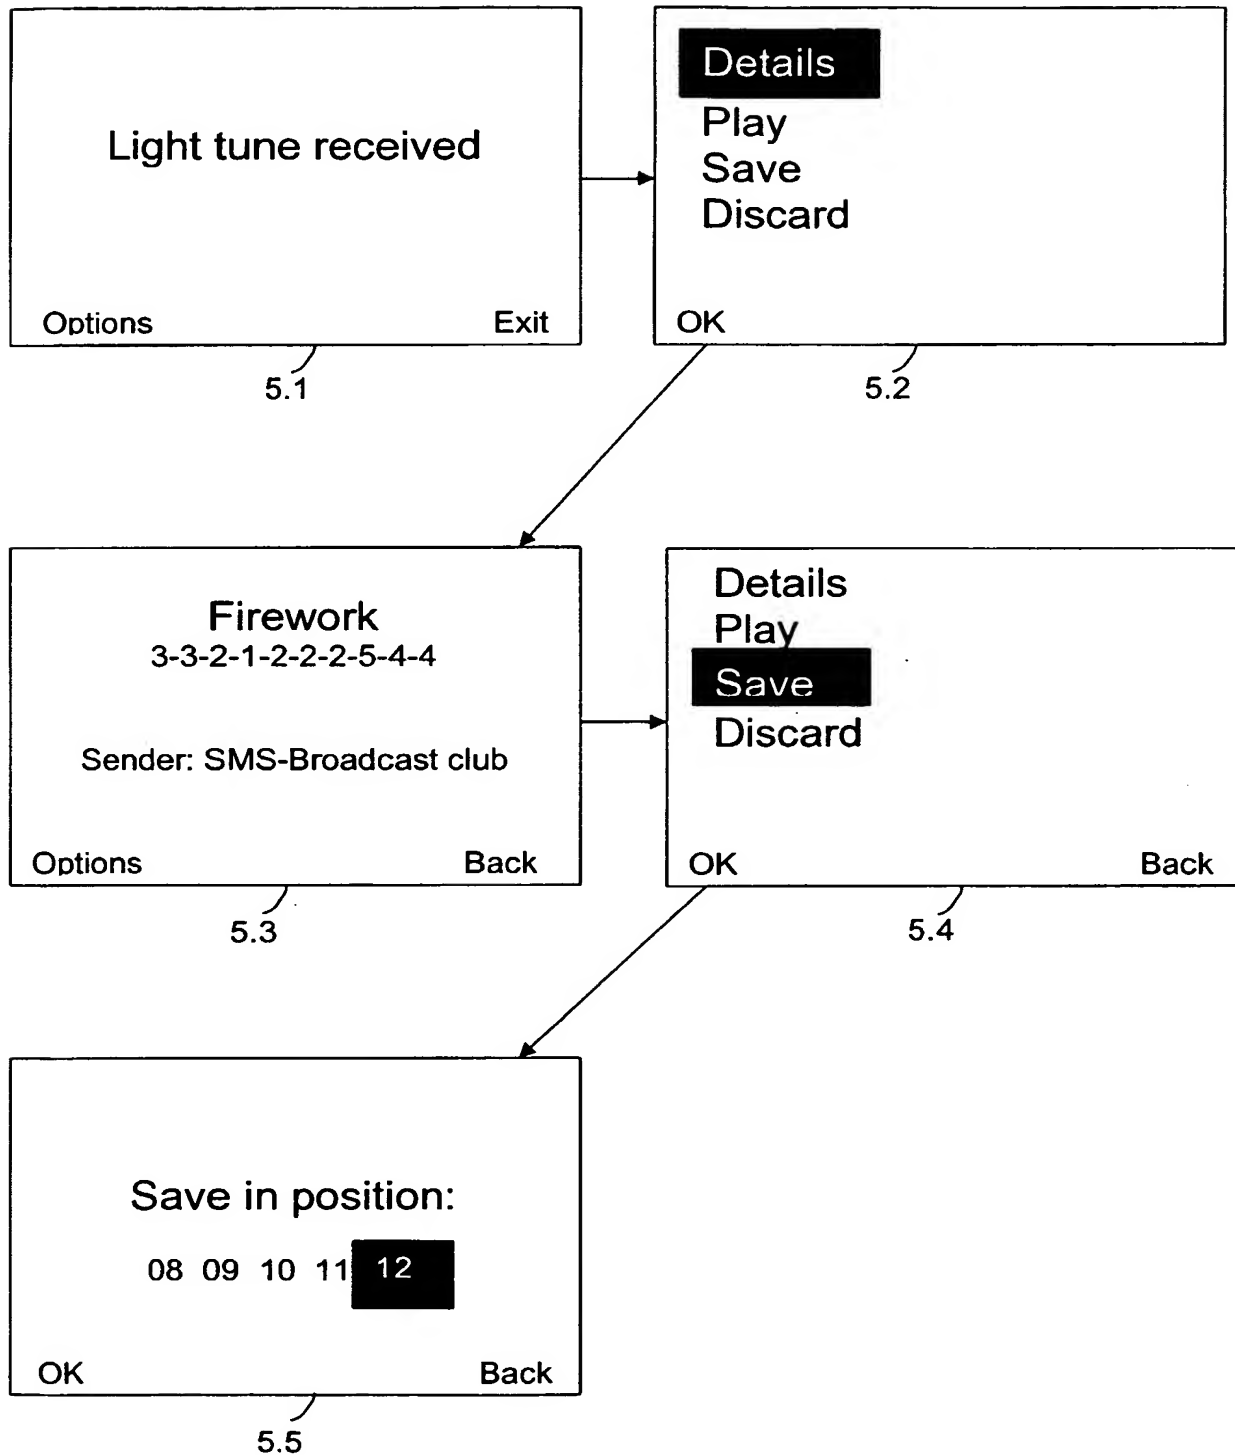 Light tune received
Options Exit
5.1
Details
Play
Save
Discard
OK
5.2
Firework
3-3-2-1-2-2-2-5-4-4
Sender: SMS-Broadcast club
Options Back
5.3
Details
Play
Save
Discard
OK Back
5.4
Save in position:
08 09 10 11 12
OK Back
5.5